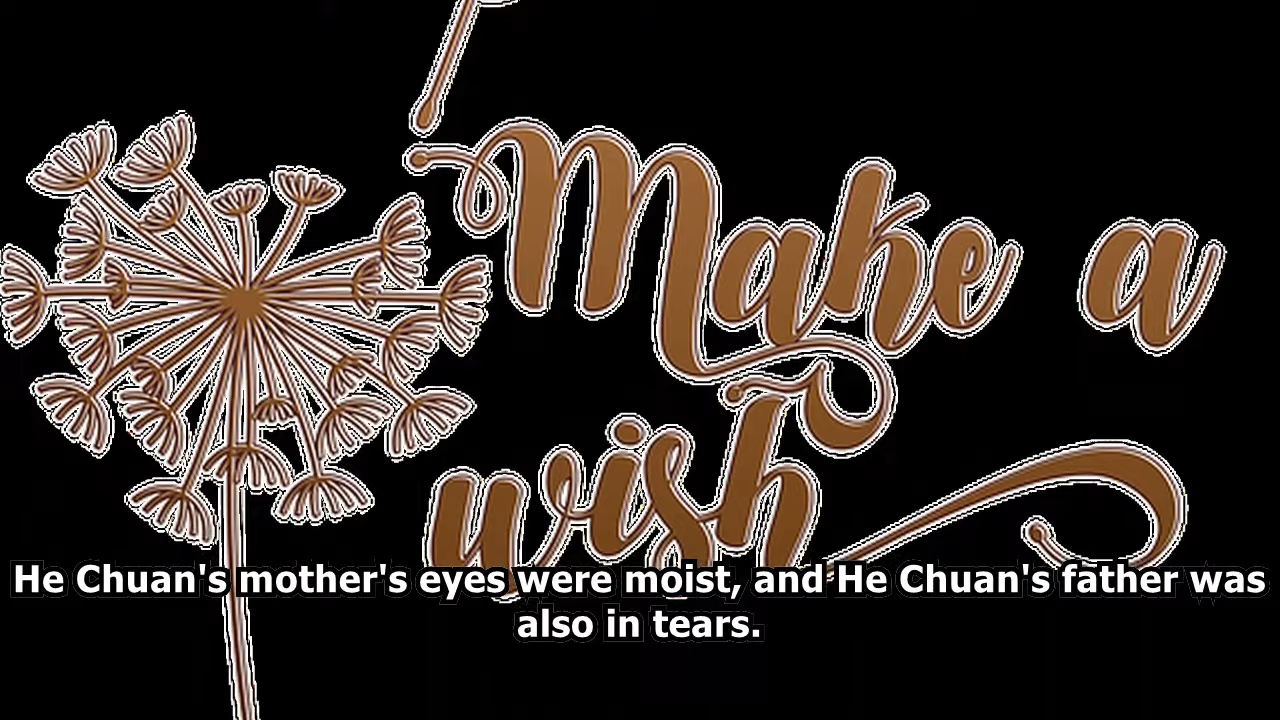 Make a
wish
He Chuan's mother's eyes were moist, and He Chuan's father was
also in tears.